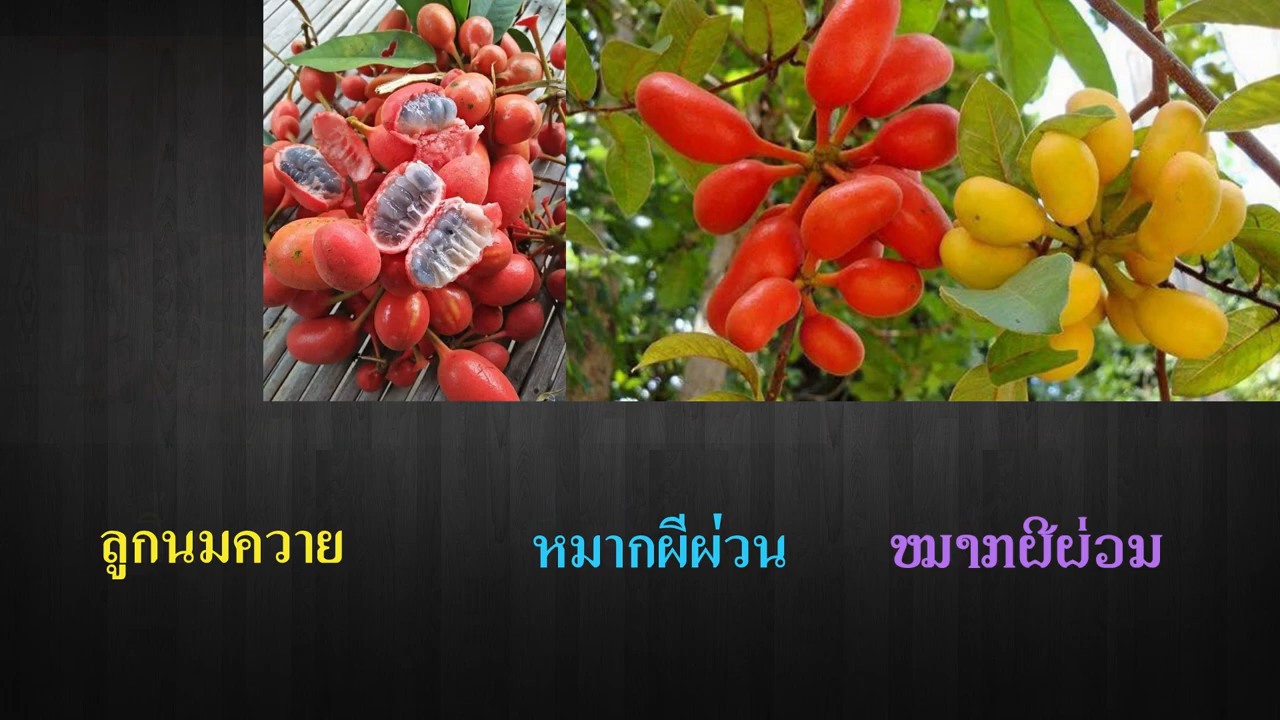 ลูกนมควาย หมากผีผ่วน ໝາກຜີຜ່ວນ